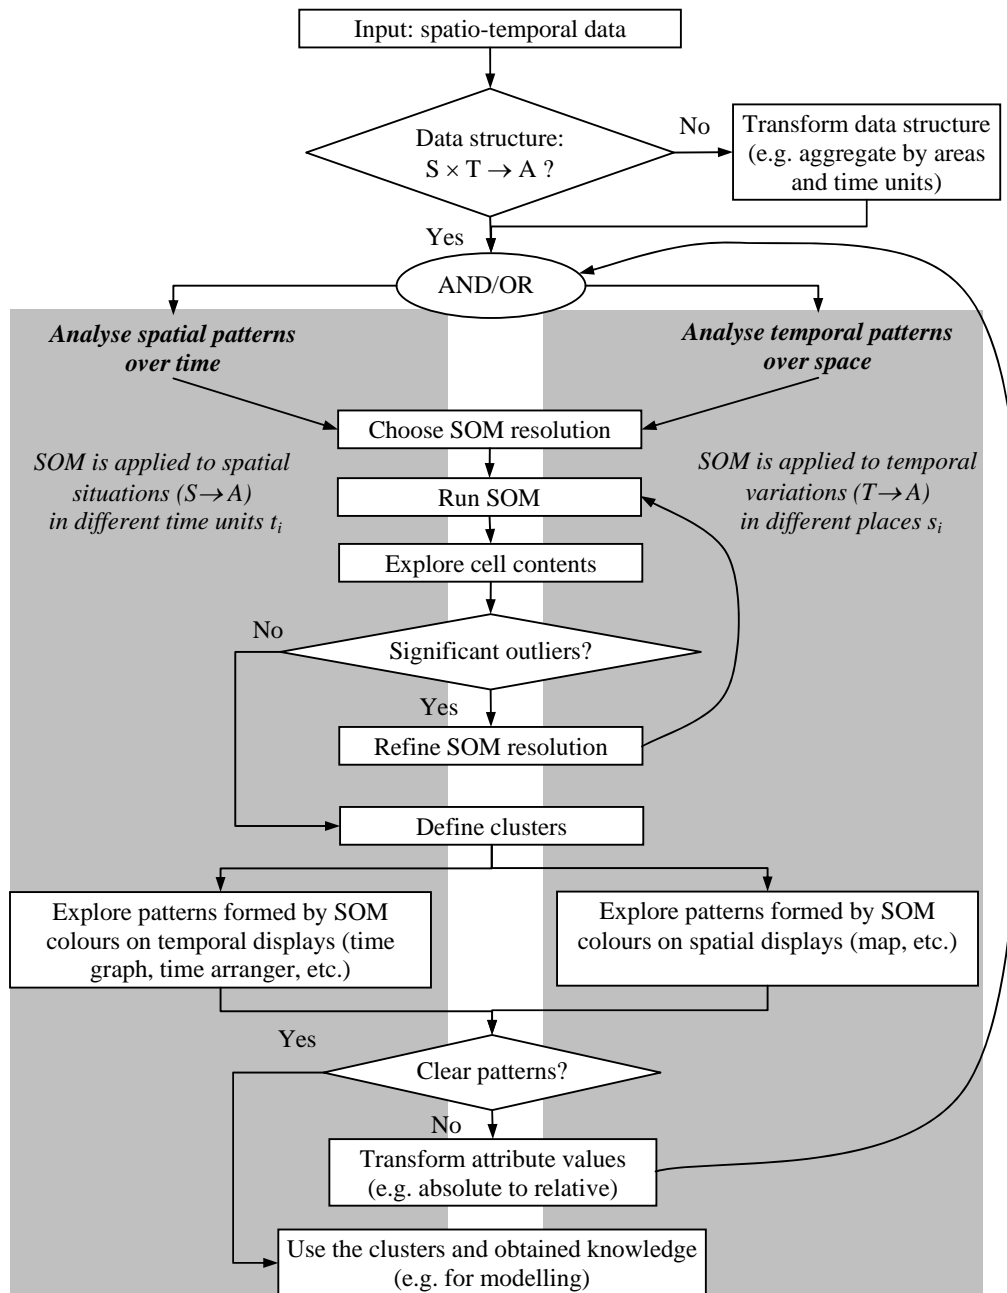 Input: spatio-temporal data
Data structure:
S × T → A ?
No
Transform data structure
(e.g. aggregate by areas
and time units)
Yes
AND/OR
Analyse spatial patterns
over time
Analyse temporal patterns
over space
Choose SOM resolution
SOM is applied to spatial
situations (S→ A)
in different time units ti
SOM is applied to temporal
variations (T→ A)
in different places si
Run SOM
Explore cell contents
No
Significant outliers?
Yes
Refine SOM resolution
Define clusters
Explore patterns formed by SOM
colours on temporal displays (time
graph, time arranger, etc.)
Explore patterns formed by SOM
colours on spatial displays (map, etc.)
Yes
Clear patterns?
No
Transform attribute values
(e.g. absolute to relative)
Use the clusters and obtained knowledge
(e.g. for modelling)